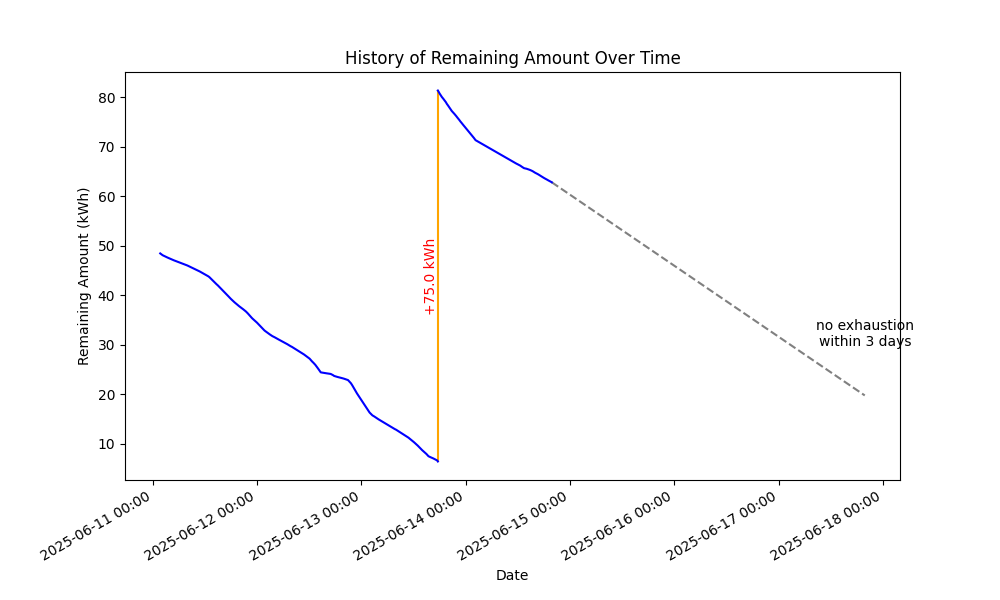 History of Remaining Amount Over Time
Remaining Amount (kWh)
80
70
60
50
40
30
20
10
+75.0 kWh
no exhaustion
within 3 days
2025-06-11 00:00
2025-06-12 00:00
2025-06-13 00:00
2025-06-14 00:00
2025-06-15 00:00
2025-06-16 00:00
2025-06-17 00:00
2025-06-18 00:00
Date